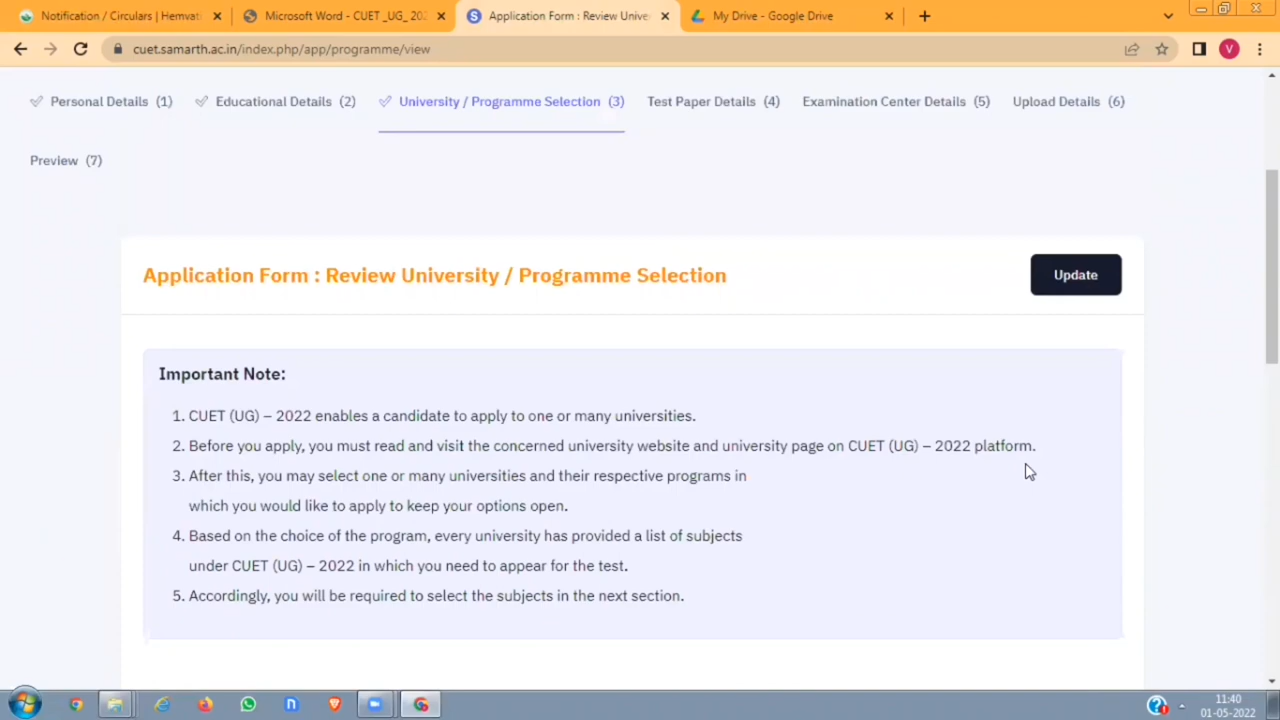 Notification / Circulars | Hemvati
Microsoft Word - CUET _UG_ 202
Application Form : Review Unive
My Drive - Google Drive
cuet.samarth.ac.in/index.php/app/programme/view
V
Personal Details (1)
Educational Details (2)
University / Programme Selection (3)
Test Paper Details (4)
Examination Center Details (5)
Upload Details (6)
Preview (7)
Application Form : Review University / Programme Selection
Update
Important Note:
1. CUET (UG) – 2022 enables a candidate to apply to one or many universities.
2. Before you apply, you must read and visit the concerned university website and university page on CUET (UG) – 2022 platform.
3. After this, you may select one or many universities and their respective programs in
which you would like to apply to keep your options open.
4. Based on the choice of the program, every university has provided a list of subjects
under CUET (UG) – 2022 in which you need to appear for the test.
5. Accordingly, you will be required to select the subjects in the next section.
11:40
01-05-2022